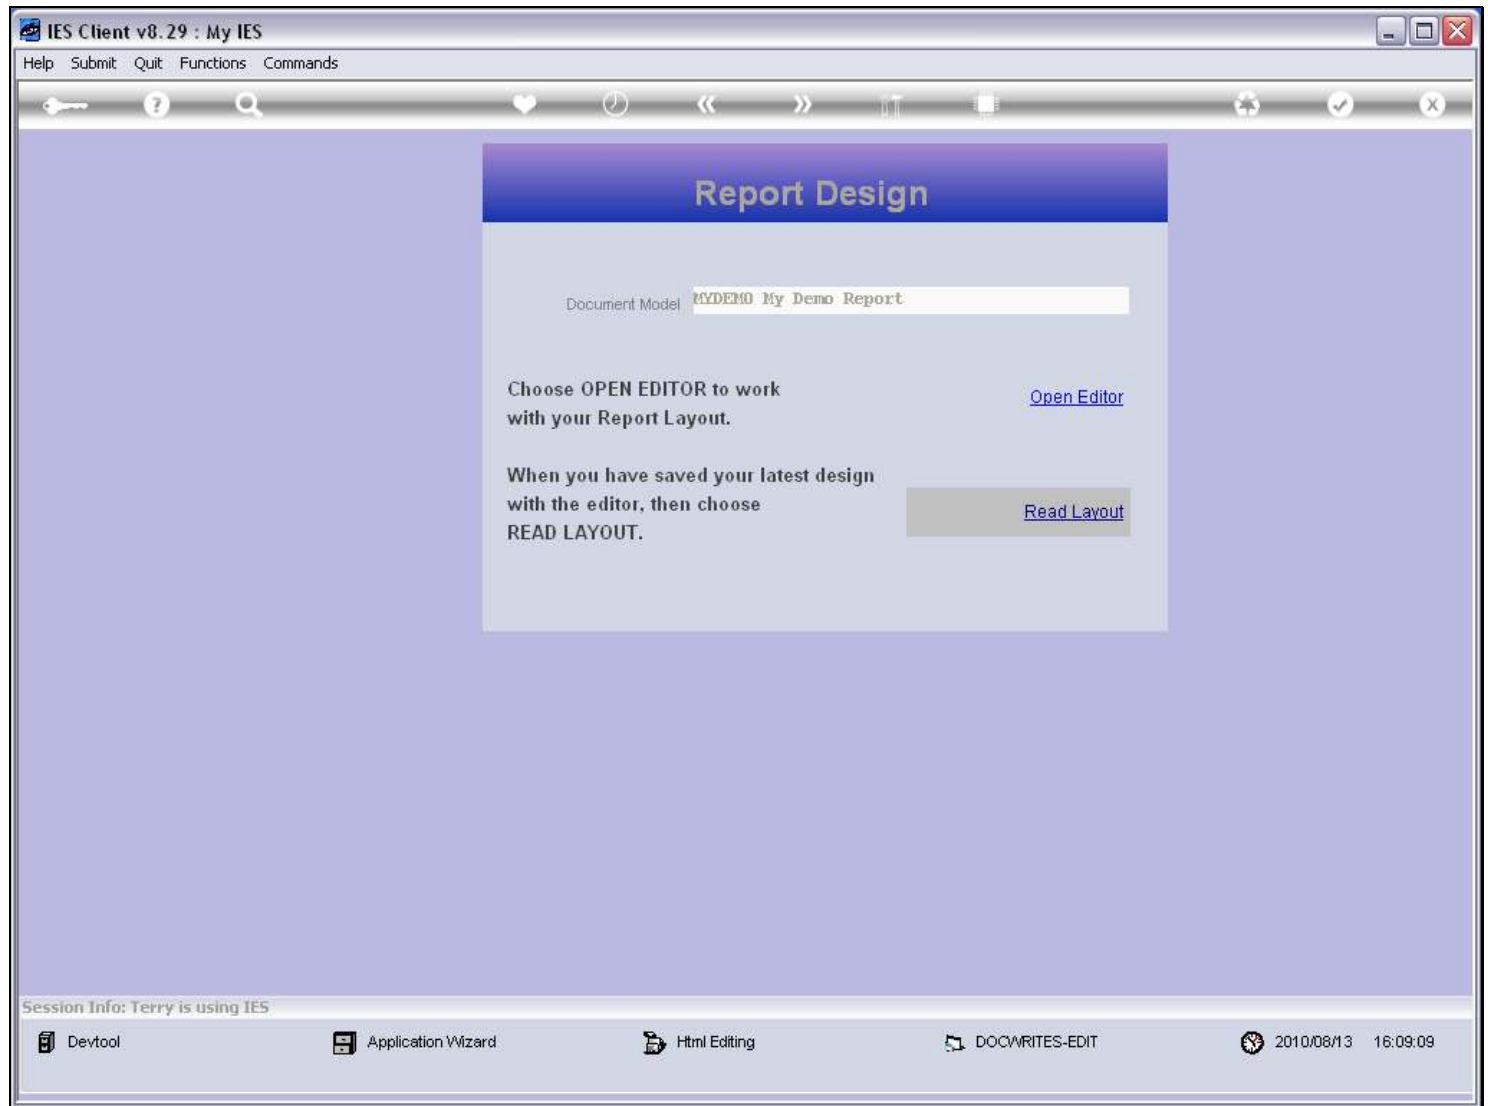 IES Client v8.29 : My IES
Help Submit Quit Functions Commands
Report Design
Document Model MYDEMO My Demo Report
Choose OPEN EDITOR to work
with your Report Layout.
Open Editor
When you have saved your latest design
with the editor, then choose
READ LAYOUT.
Read Layout
Session Info: Terry is using IES
Devtool Application Wizard Html Editing DOCWRITES-EDIT 2010/08/13 16:09:09